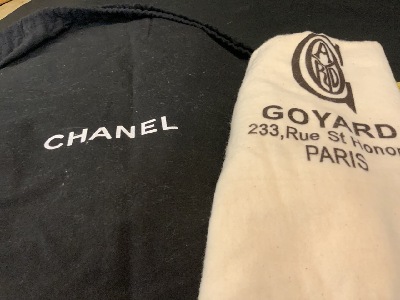 CHANEL
GOYARD
233, Rue St Honor
PARIS